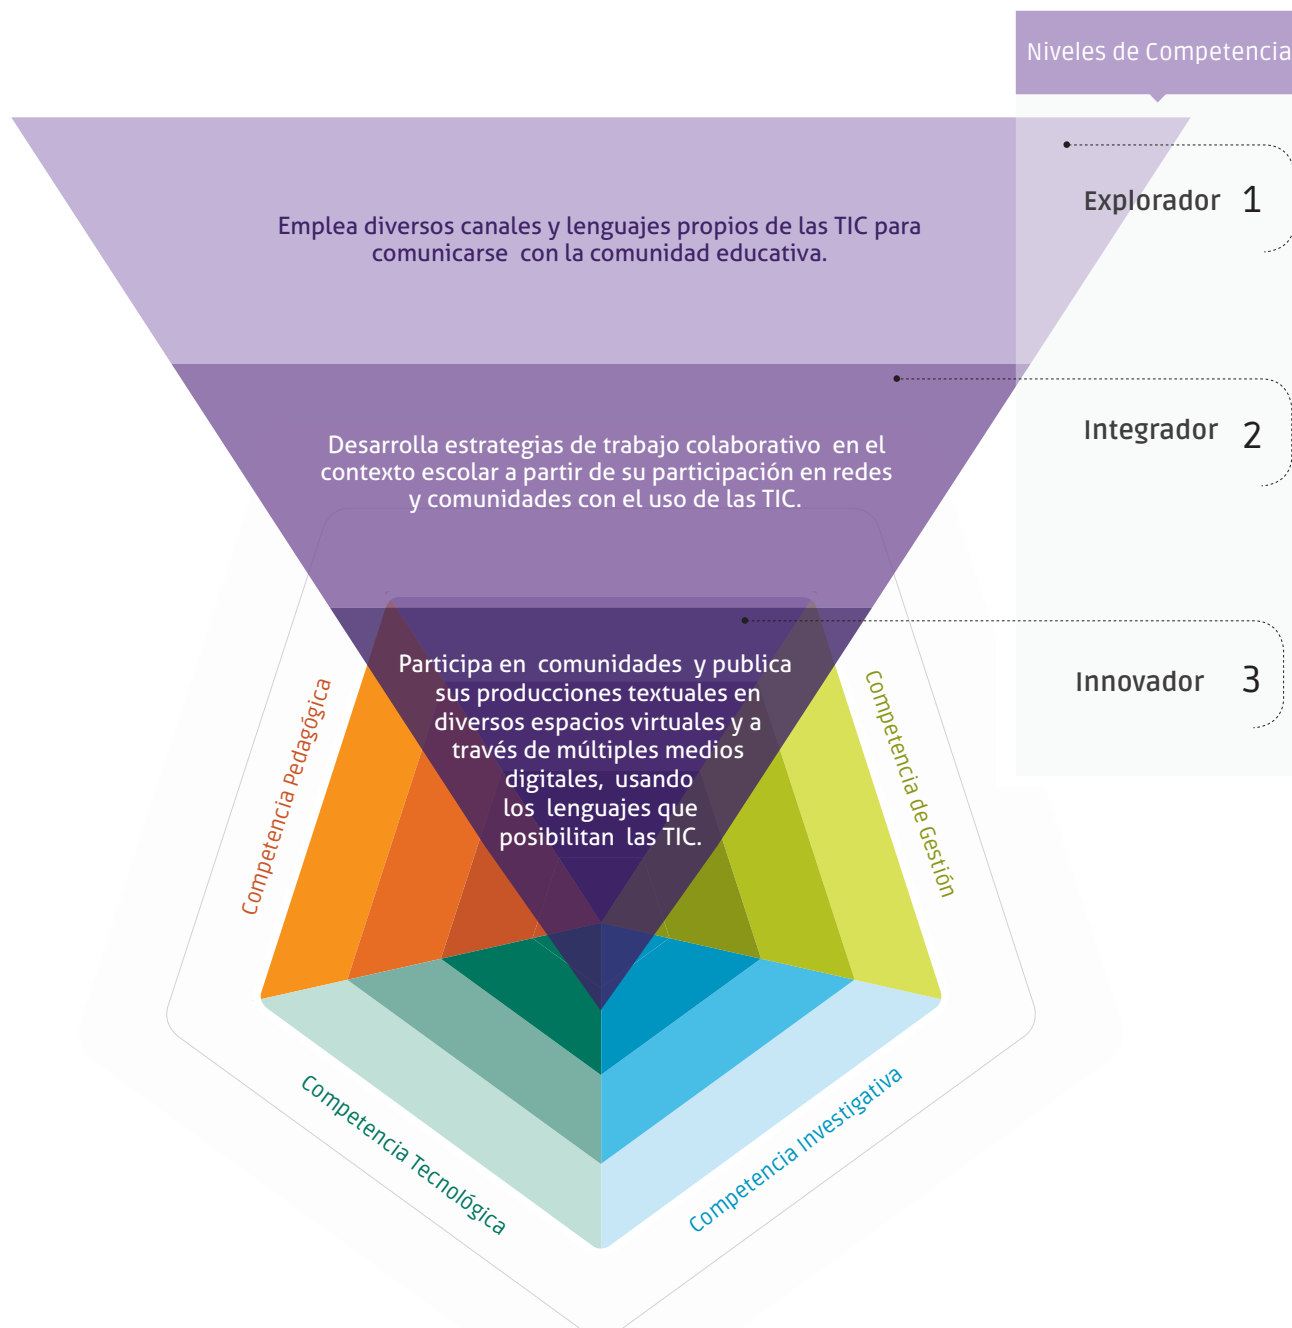 Niveles de Competencia
Emplea diversos canales y lenguajes propios de las TIC para
comunicarse con la comunidad educativa.
Explorador 1
Desarrolla estrategias de trabajo colaborativo en el
contexto escolar a partir de su participación en redes
y comunidades con el uso de las TIC.
Integrador 2
Participa en comunidades y publica
sus producciones textuales en
diversos espacios virtuales y a
través de múltiples medios
digitales, usando
los lenguajes que
posibilitan las TIC.
Innovador 3
Competencia Pedagógica
Competencia de Gestión
Competencia Tecnológica
Competencia Investigativa